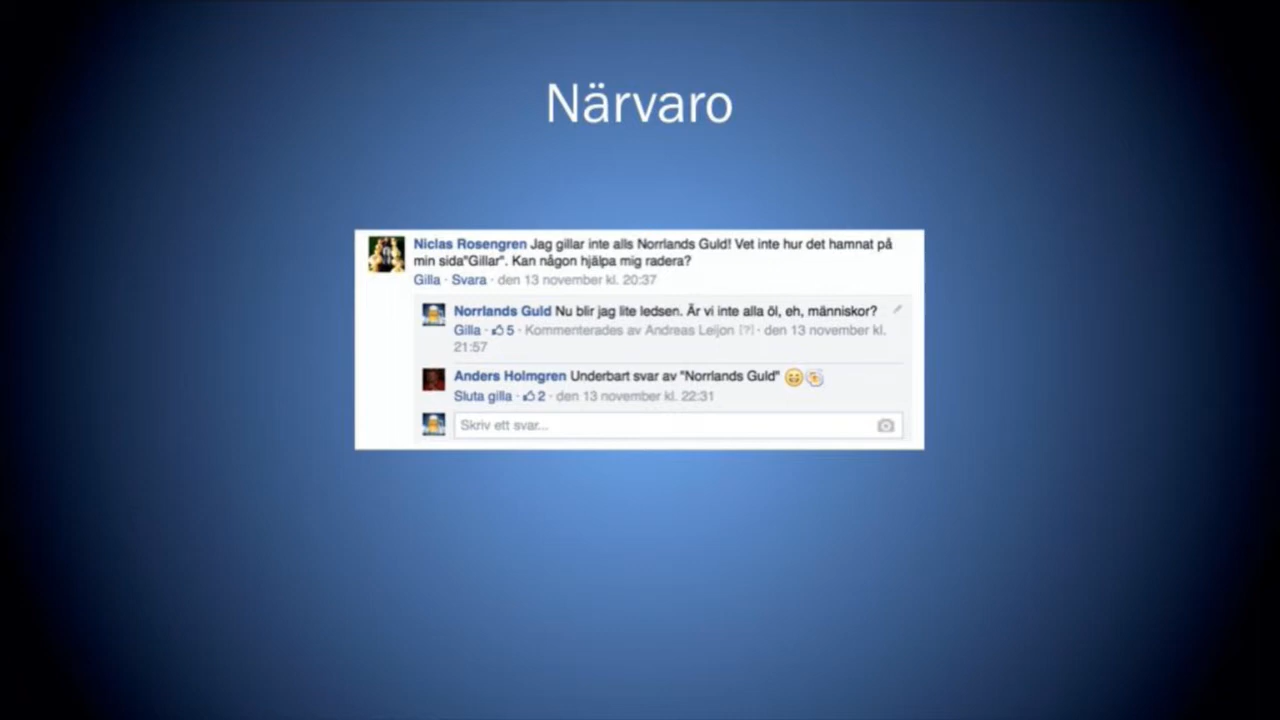 Närvaro
Niclas Rosengren Jag gillar inte alls Norrlands Guld! Vet inte hur det hamnat på
min sida"Gillar". Kan någon hjälpa mig radera?
Gilla · Svara · den 13 november kl. 20:37
Norrlands Guld Nu blir jag lite ledsen. Är vi inte alla öl, eh, människor?
Gilla · 5 · Kommenterades av Andreas Leijon [?] · den 13 november kl.
21:57
Anders Holmgren Underbart svar av "Norrlands Guld"
Sluta gilla · 2 · den 13 november kl. 22:31
Skriv ett svar...